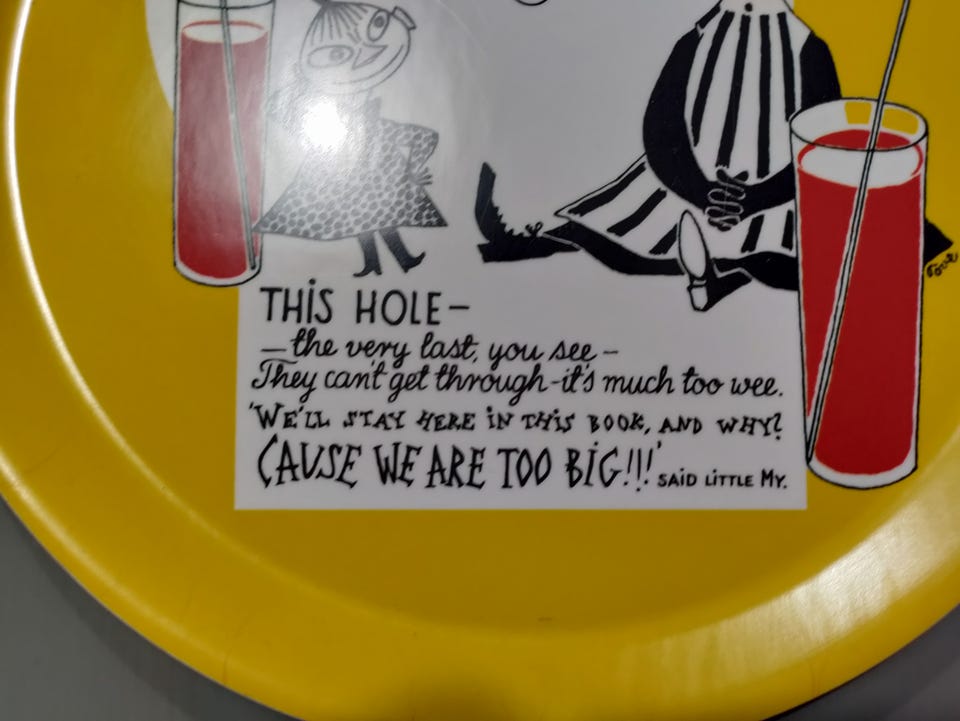 Tove
THIS HOLE—
—the very last, you see—
They can't get through-it's much too wee.
'WE'LL STAY HERE IN THIS BOOK, AND WHY?
'CAUSE WE ARE TOO BIG!!!' SAID LITTLE MY.